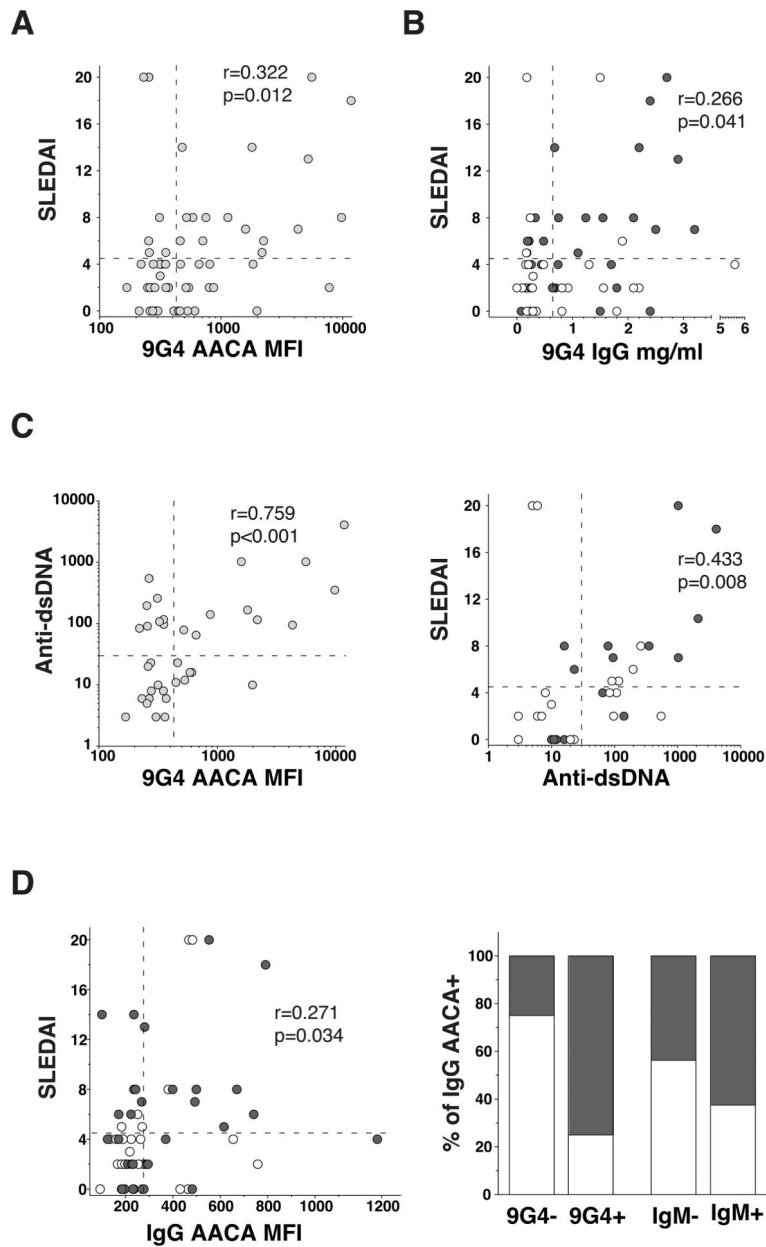 A
r=0.322
p=0.012
SLEDAI
20
16
12
8
4
0
100 1000 10000
9G4 AACA MFI
B
r=0.266
p=0.041
SLEDAI
20
16
12
8
4
0
0 1 2 3 5 6
9G4 IgG mg/ml
C
r=0.759
p<0.001
Anti-dsDNA
10000
1000
100
10
1
100 1000 10000
9G4 AACA MFI
r=0.433
p=0.008
SLEDAI
20
16
12
8
4
0
1 10 100 1000 10000
Anti-dsDNA
D
r=0.271
p=0.034
SLEDAI
20
16
12
8
4
0
200 400 600 800 1000 1200
IgG AACA MFI
% of IgG AACA+
100
80
60
40
20
0
9G4- 9G4+ IgM- IgM+